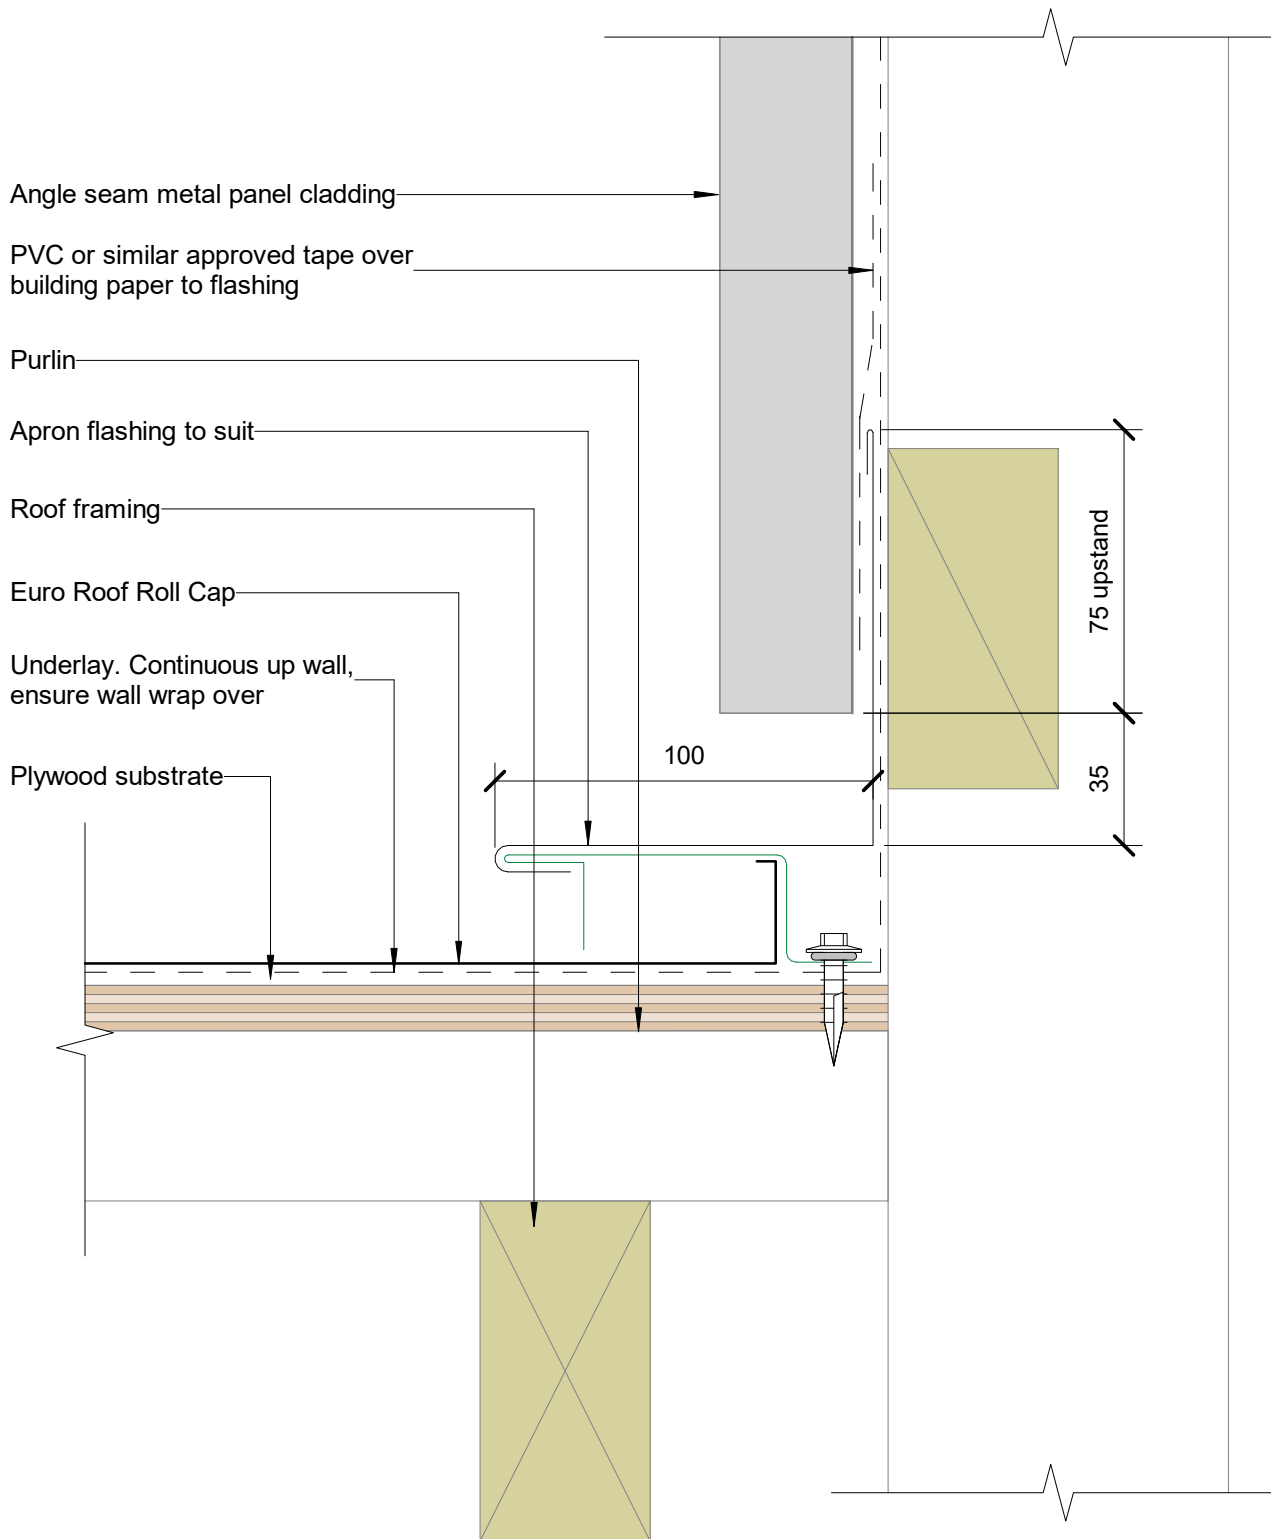 Angle seam metal panel cladding
PVC or similar approved tape over
building paper to flashing
Purlin
Apron flashing to suit
Roof framing
Euro Roof Roll Cap
Underlay. Continuous up wall,
ensure wall wrap over
Plywood substrate
100
75 upstand
35